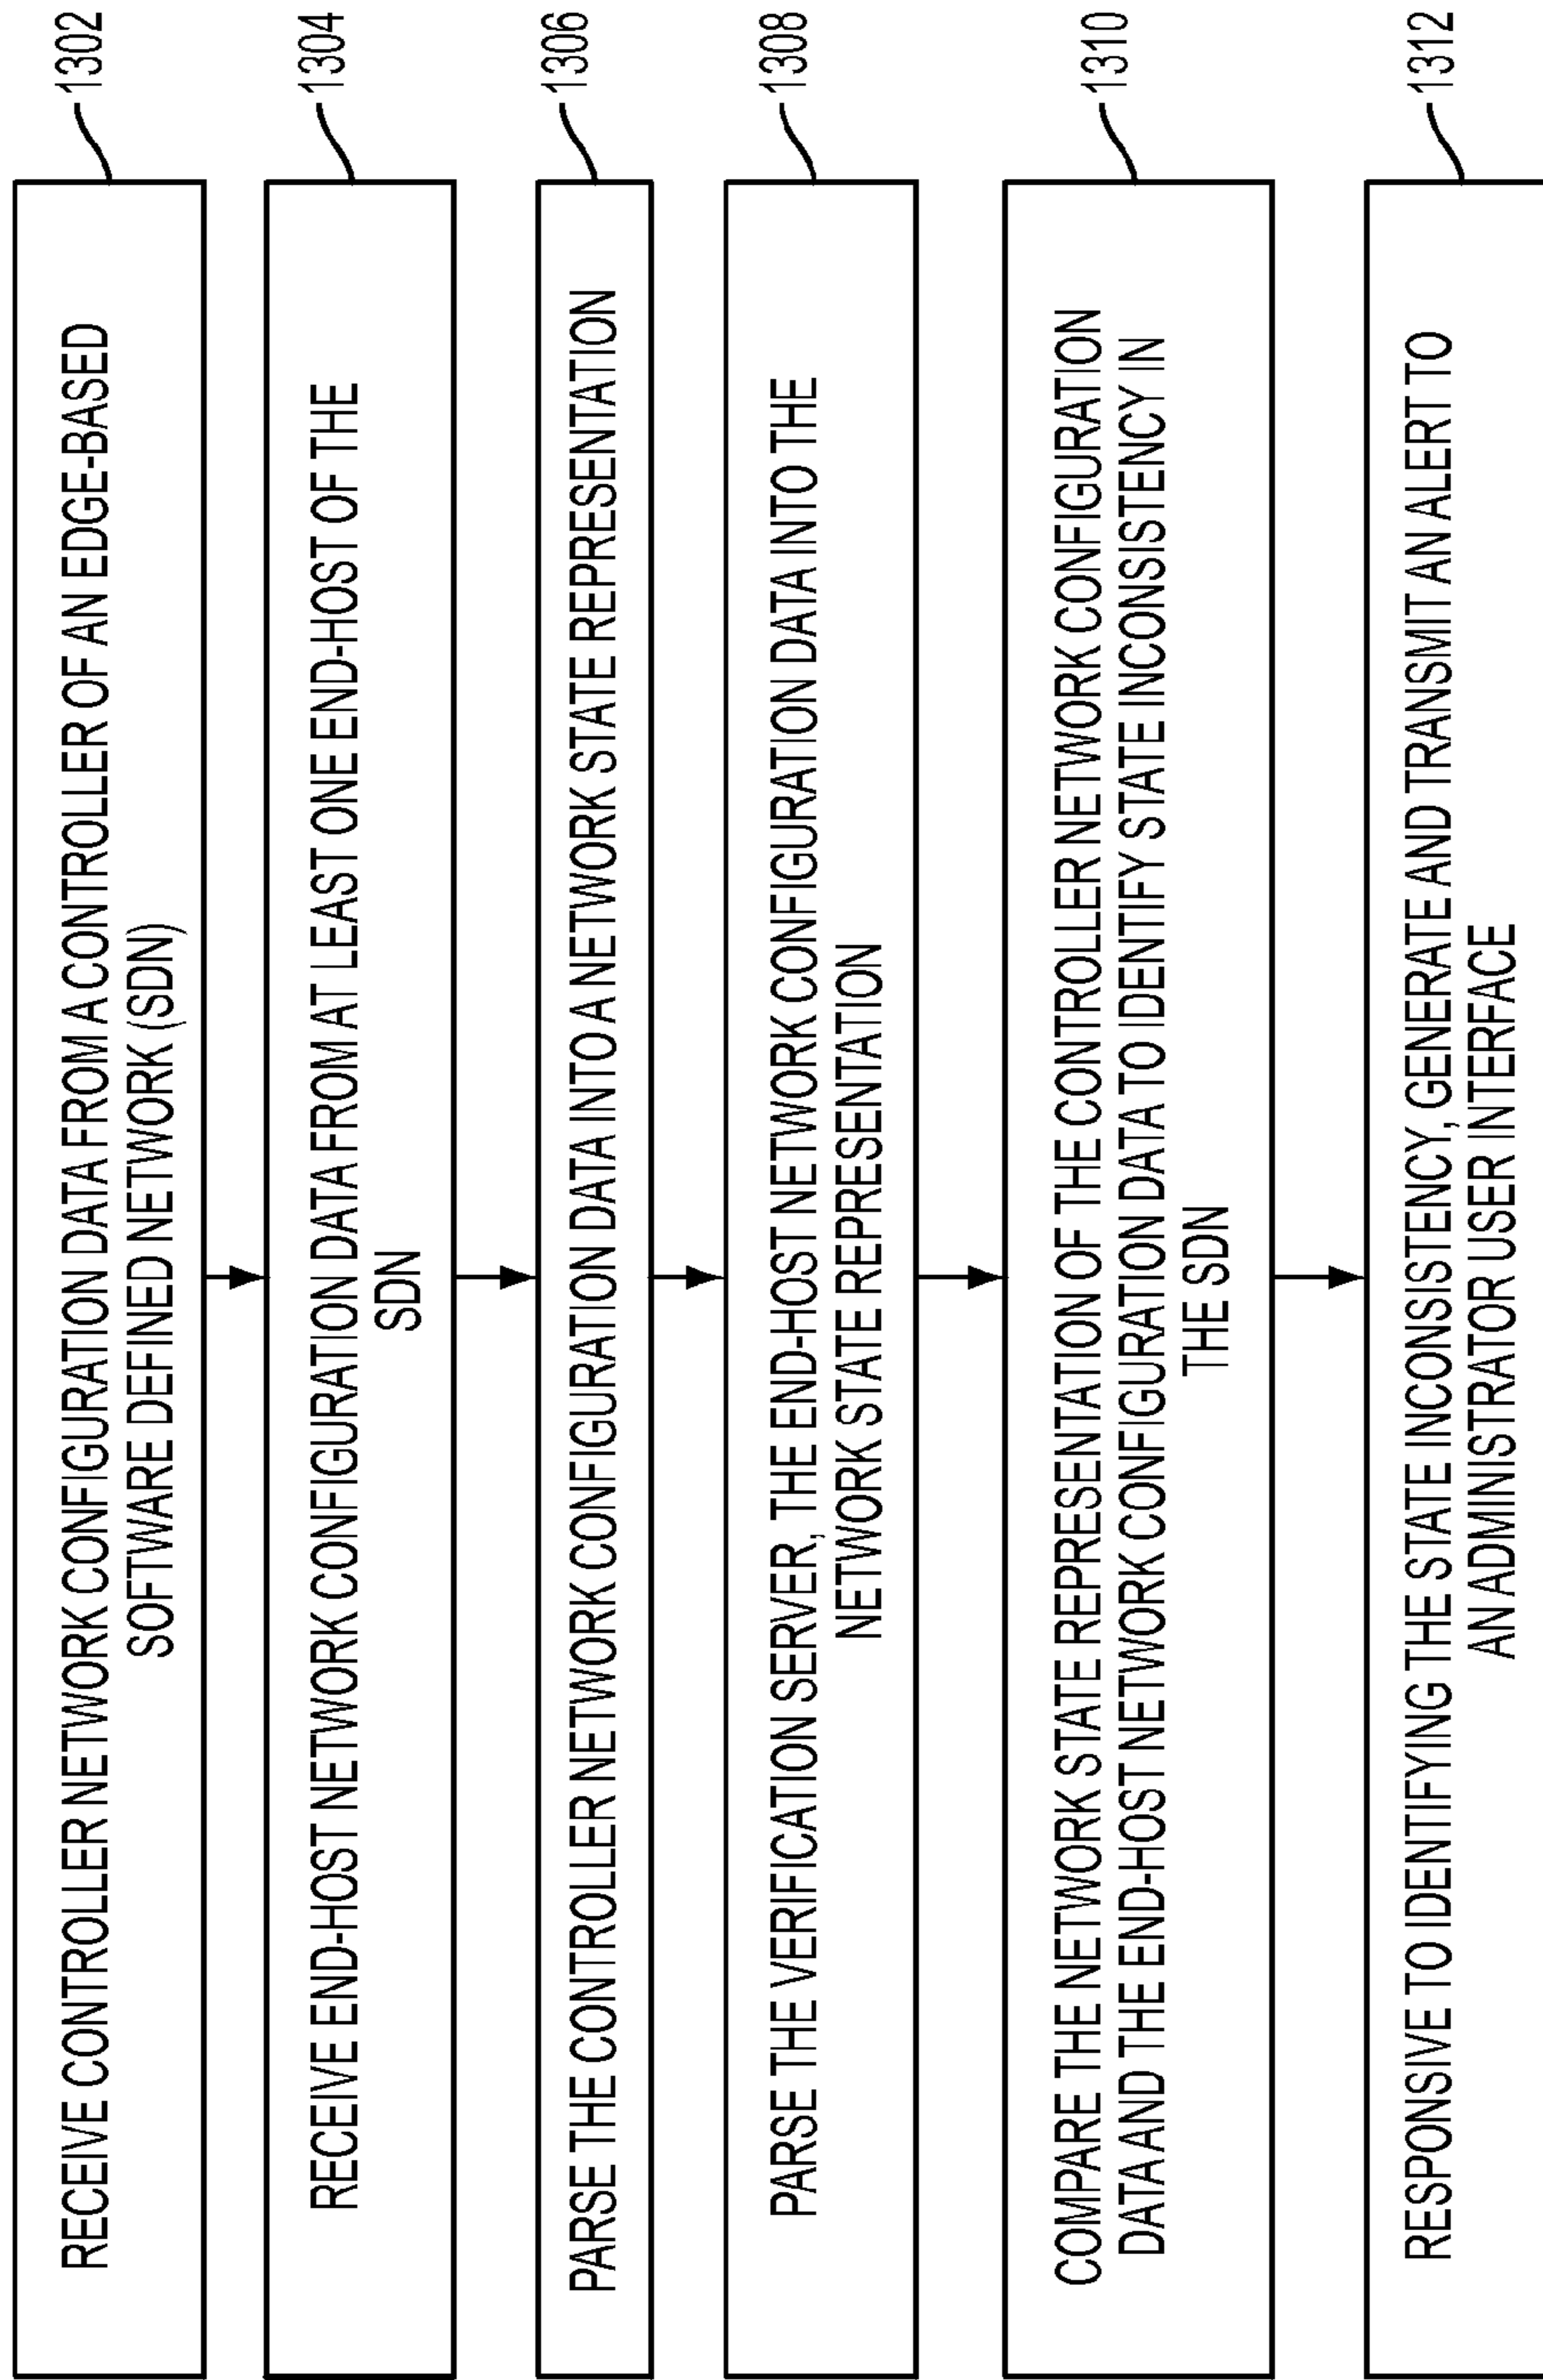 RECEIVE CONTROLLER NETWORK CONFIGURATION DATA FROM A CONTROLLER OF AN EDGE-BASED
SOFTWARE DEFINED NETWORK (SDN)
1302
RECEIVE END-HOST NETWORK CONFIGURATION DATA FROM AT LEAST ONE END-HOST OF THE
SDN
1304
PARSE THE CONTROLLER NETWORK CONFIGURATION DATA INTO A NETWORK STATE REPRESENTATION
1306
PARSE THE VERIFICATION SERVER, THE END-HOST NETWORK CONFIGURATION DATA INTO THE
NETWORK STATE REPRESENTATION
1308
COMPARE THE NETWORK STATE REPRESENTATION OF THE CONTROLLER NETWORK CONFIGURATION
DATA AND THE END-HOST NETWORK CONFIGURATION DATA TO IDENTIFY STATE INCONSISTENCY IN
THE SDN
1310
RESPONSIVE TO IDENTIFYING THE STATE INCONSISTENCY, GENERATE AND TRANSMIT AN ALERT TO
AN ADMINISTRATOR USER INTERFACE
1312